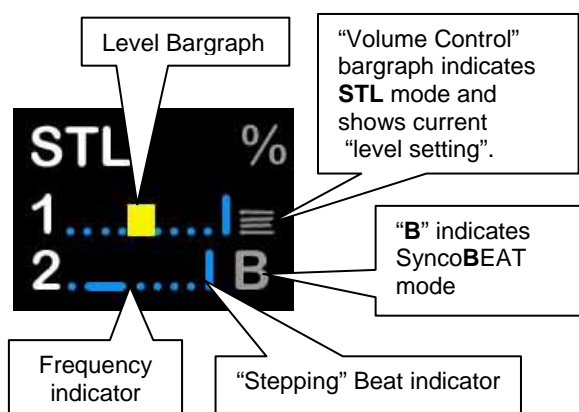 Level Bargraph
“Volume Control”
bargraph indicates
STL mode and
shows current
“level setting”.
STL %
1
2 B
“B” indicates
SyncoBEAT
mode
Frequency
indicator
“Stepping” Beat indicator